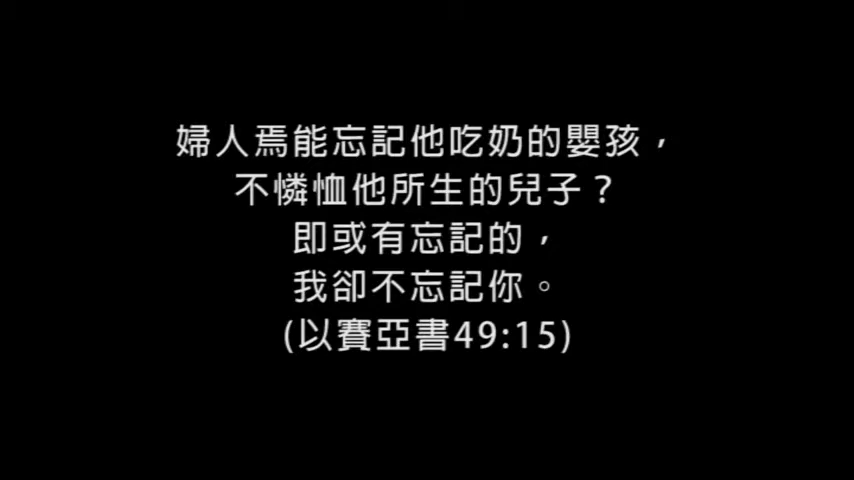 婦人焉能忘記他吃奶的嬰孩，
不憐恤他所生的兒子？
即或有忘記的，
我卻不忘記你。
(以賽亞書49:15)